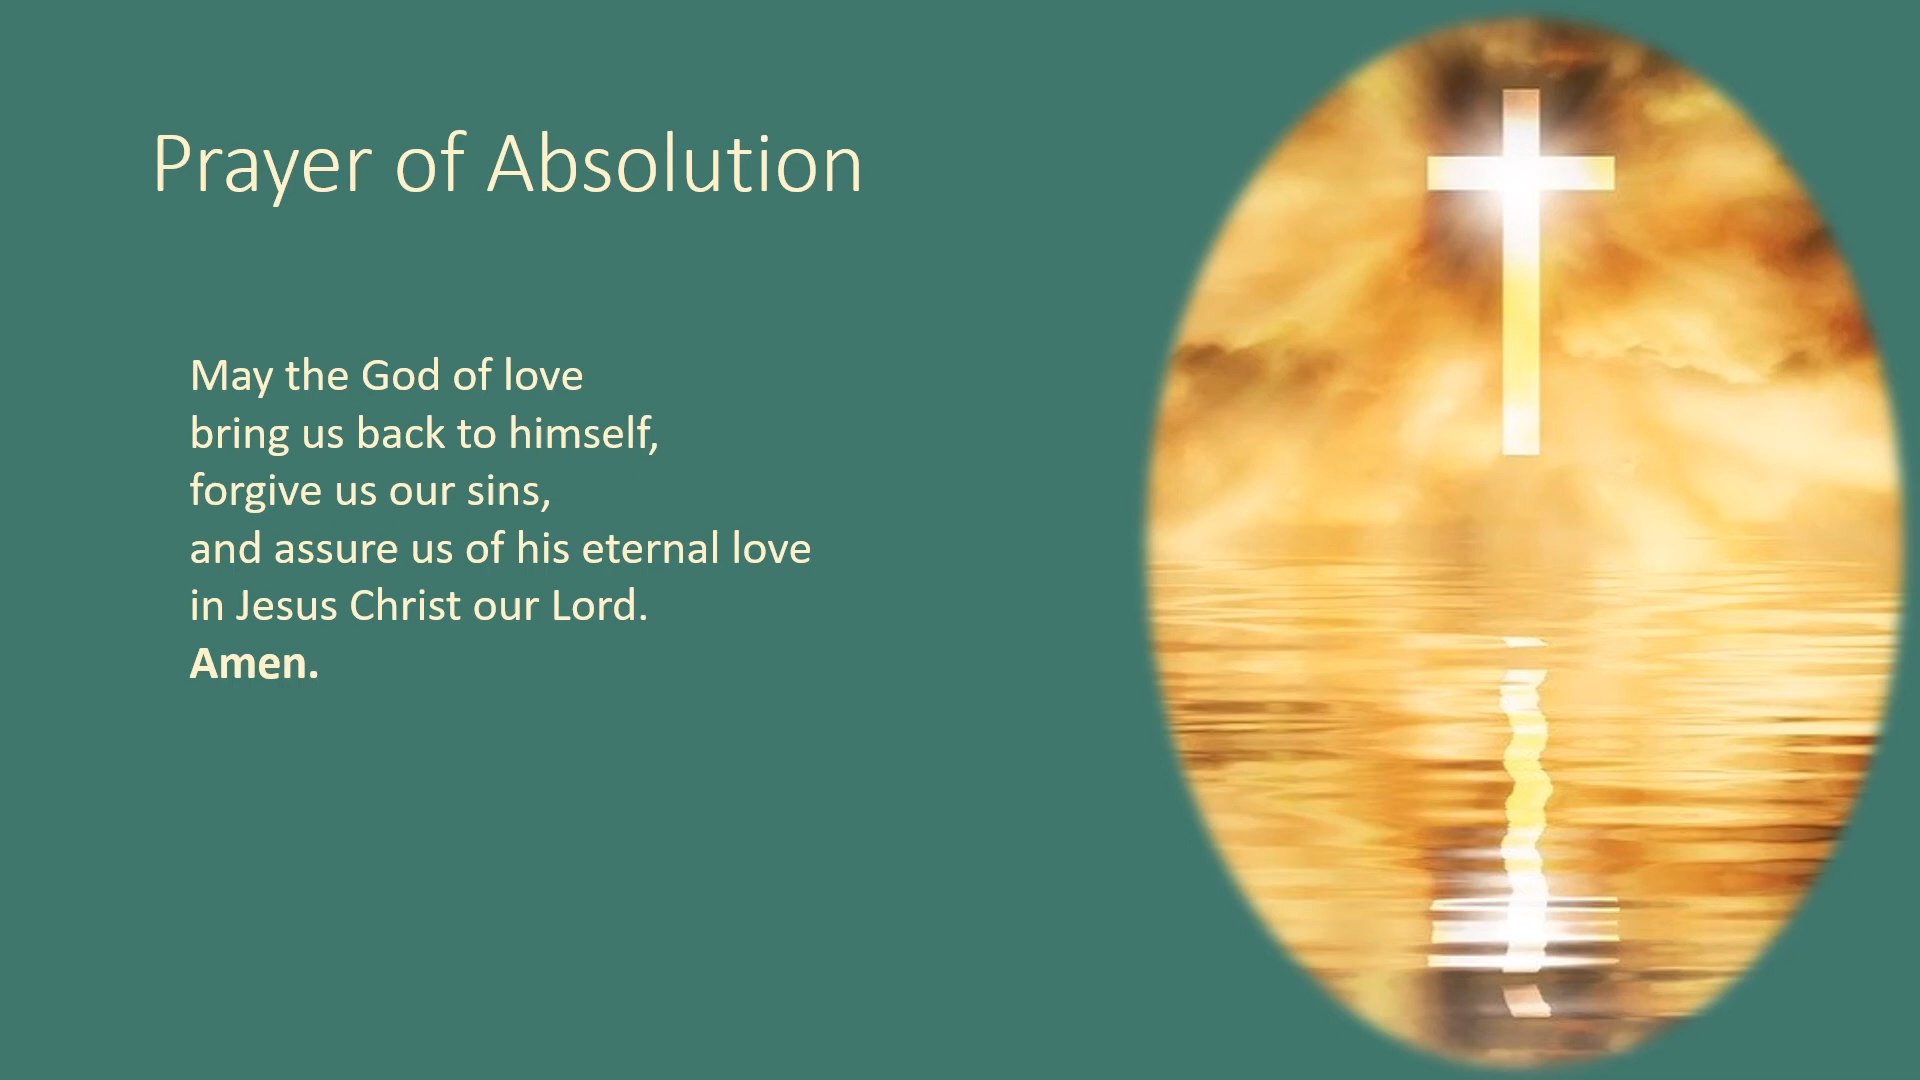 Prayer of Absolution
May the God of love
bring us back to himself,
forgive us our sins,
and assure us of his eternal love
in Jesus Christ our Lord.
Amen.